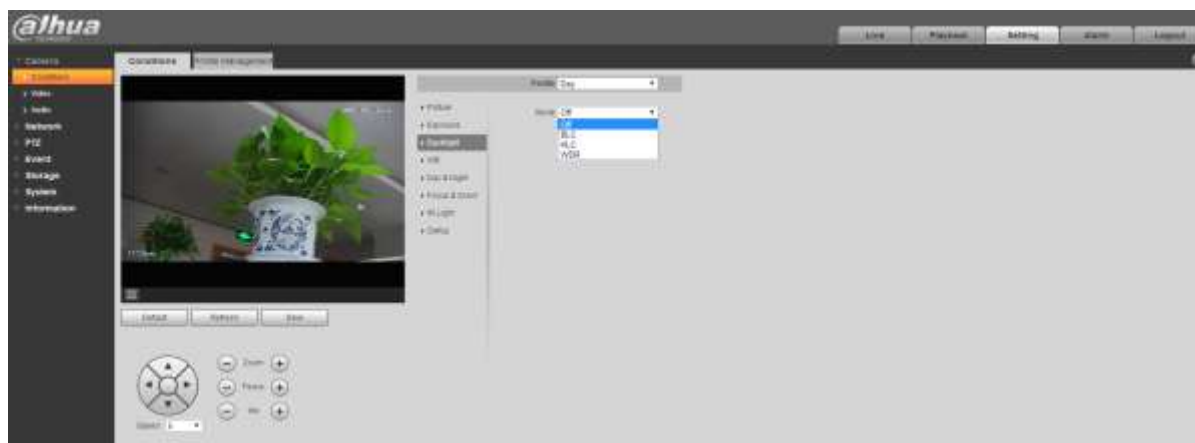 alhua
Live
Playback
Setting
Alarm
Logout
Camera
Conditions
Video
Audio
Network
PTZ
Event
Storage
System
Information
Conditions
Profile Management
Profile
Day
Picture
Exposure
Backlight
WB
Day & Night
Focus & Zoom
IR Light
Defog
Mode
Off
Off
BLC
HLC
WDR
Default
Refresh
Save
Zoom
Focus
Iris
Speed